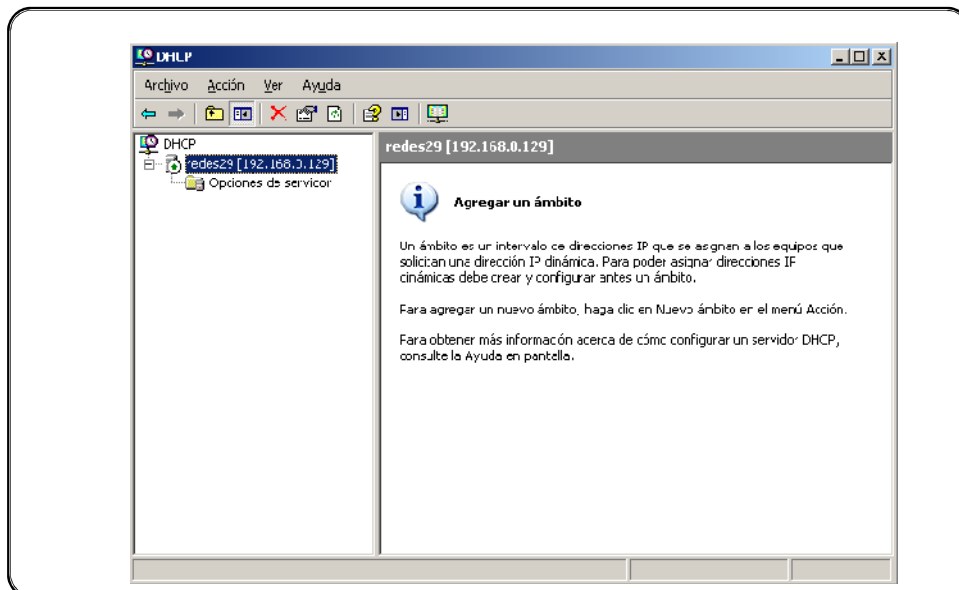 DHCP
Archivo Acción Ver Ayuda
DHCP
redes29 [192.168.0.129]
Opciones de servicor
redes29 [192.168.0.129]
Agregar un ámbito
Un ámbito es un intervalo de direcciones IP que se asignan a los equipos que
solicitan una dirección IP dinámica. Para poder asignar direcciones IP
cinámicas debe crear y configurar antes un ámbito.
Para agregar un nuevo ámbito, haga clic en Nuevo ámbito en el menú Acción.
Para obtener más información acerca de cómo configurar un servidor DHCP,
consulte la Ayuda en pantalla.